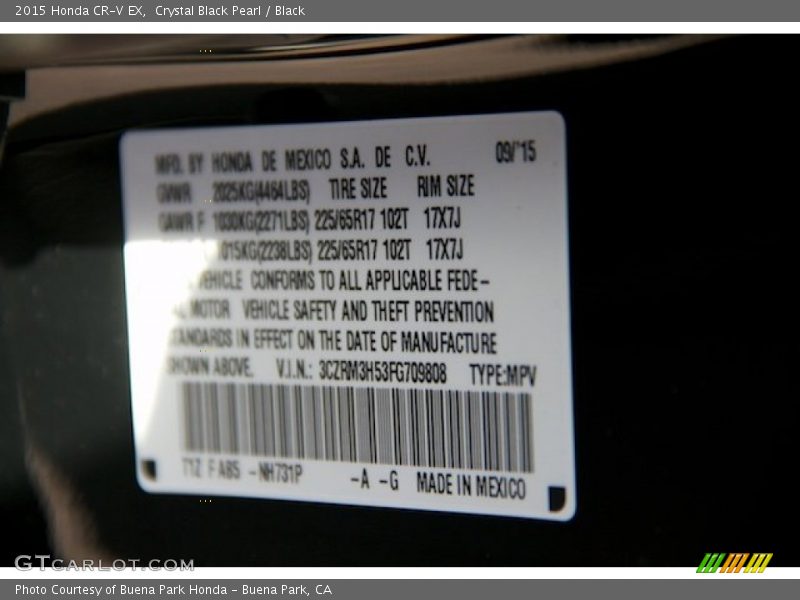 2015 Honda CR-V EX, Crystal Black Pearl / Black
MFD. BY HONDA DE MEXICO S.A. DE C.V. 09/'15
GVWR 2025KG(4464LBS) TIRE SIZE RIM SIZE
GAWR F 1030KG(2271LBS) 225/65R17 102T 17X7J
015KG(2238LBS) 225/65R17 102T 17X7J
VEHICLE CONFORMS TO ALL APPLICABLE FEDE-
MOTOR VEHICLE SAFETY AND THEFT PREVENTION
STANDARDS IN EFFECT ON THE DATE OF MANUFACTURE
SHOWN ABOVE. V.I.N.: 3CZRM3H53FG709808 TYPE:MPV
T1Z F AB5 -NH731P -A -G MADE IN MEXICO
GTCARLOT.COM
Photo Courtesy of Buena Park Honda - Buena Park, CA